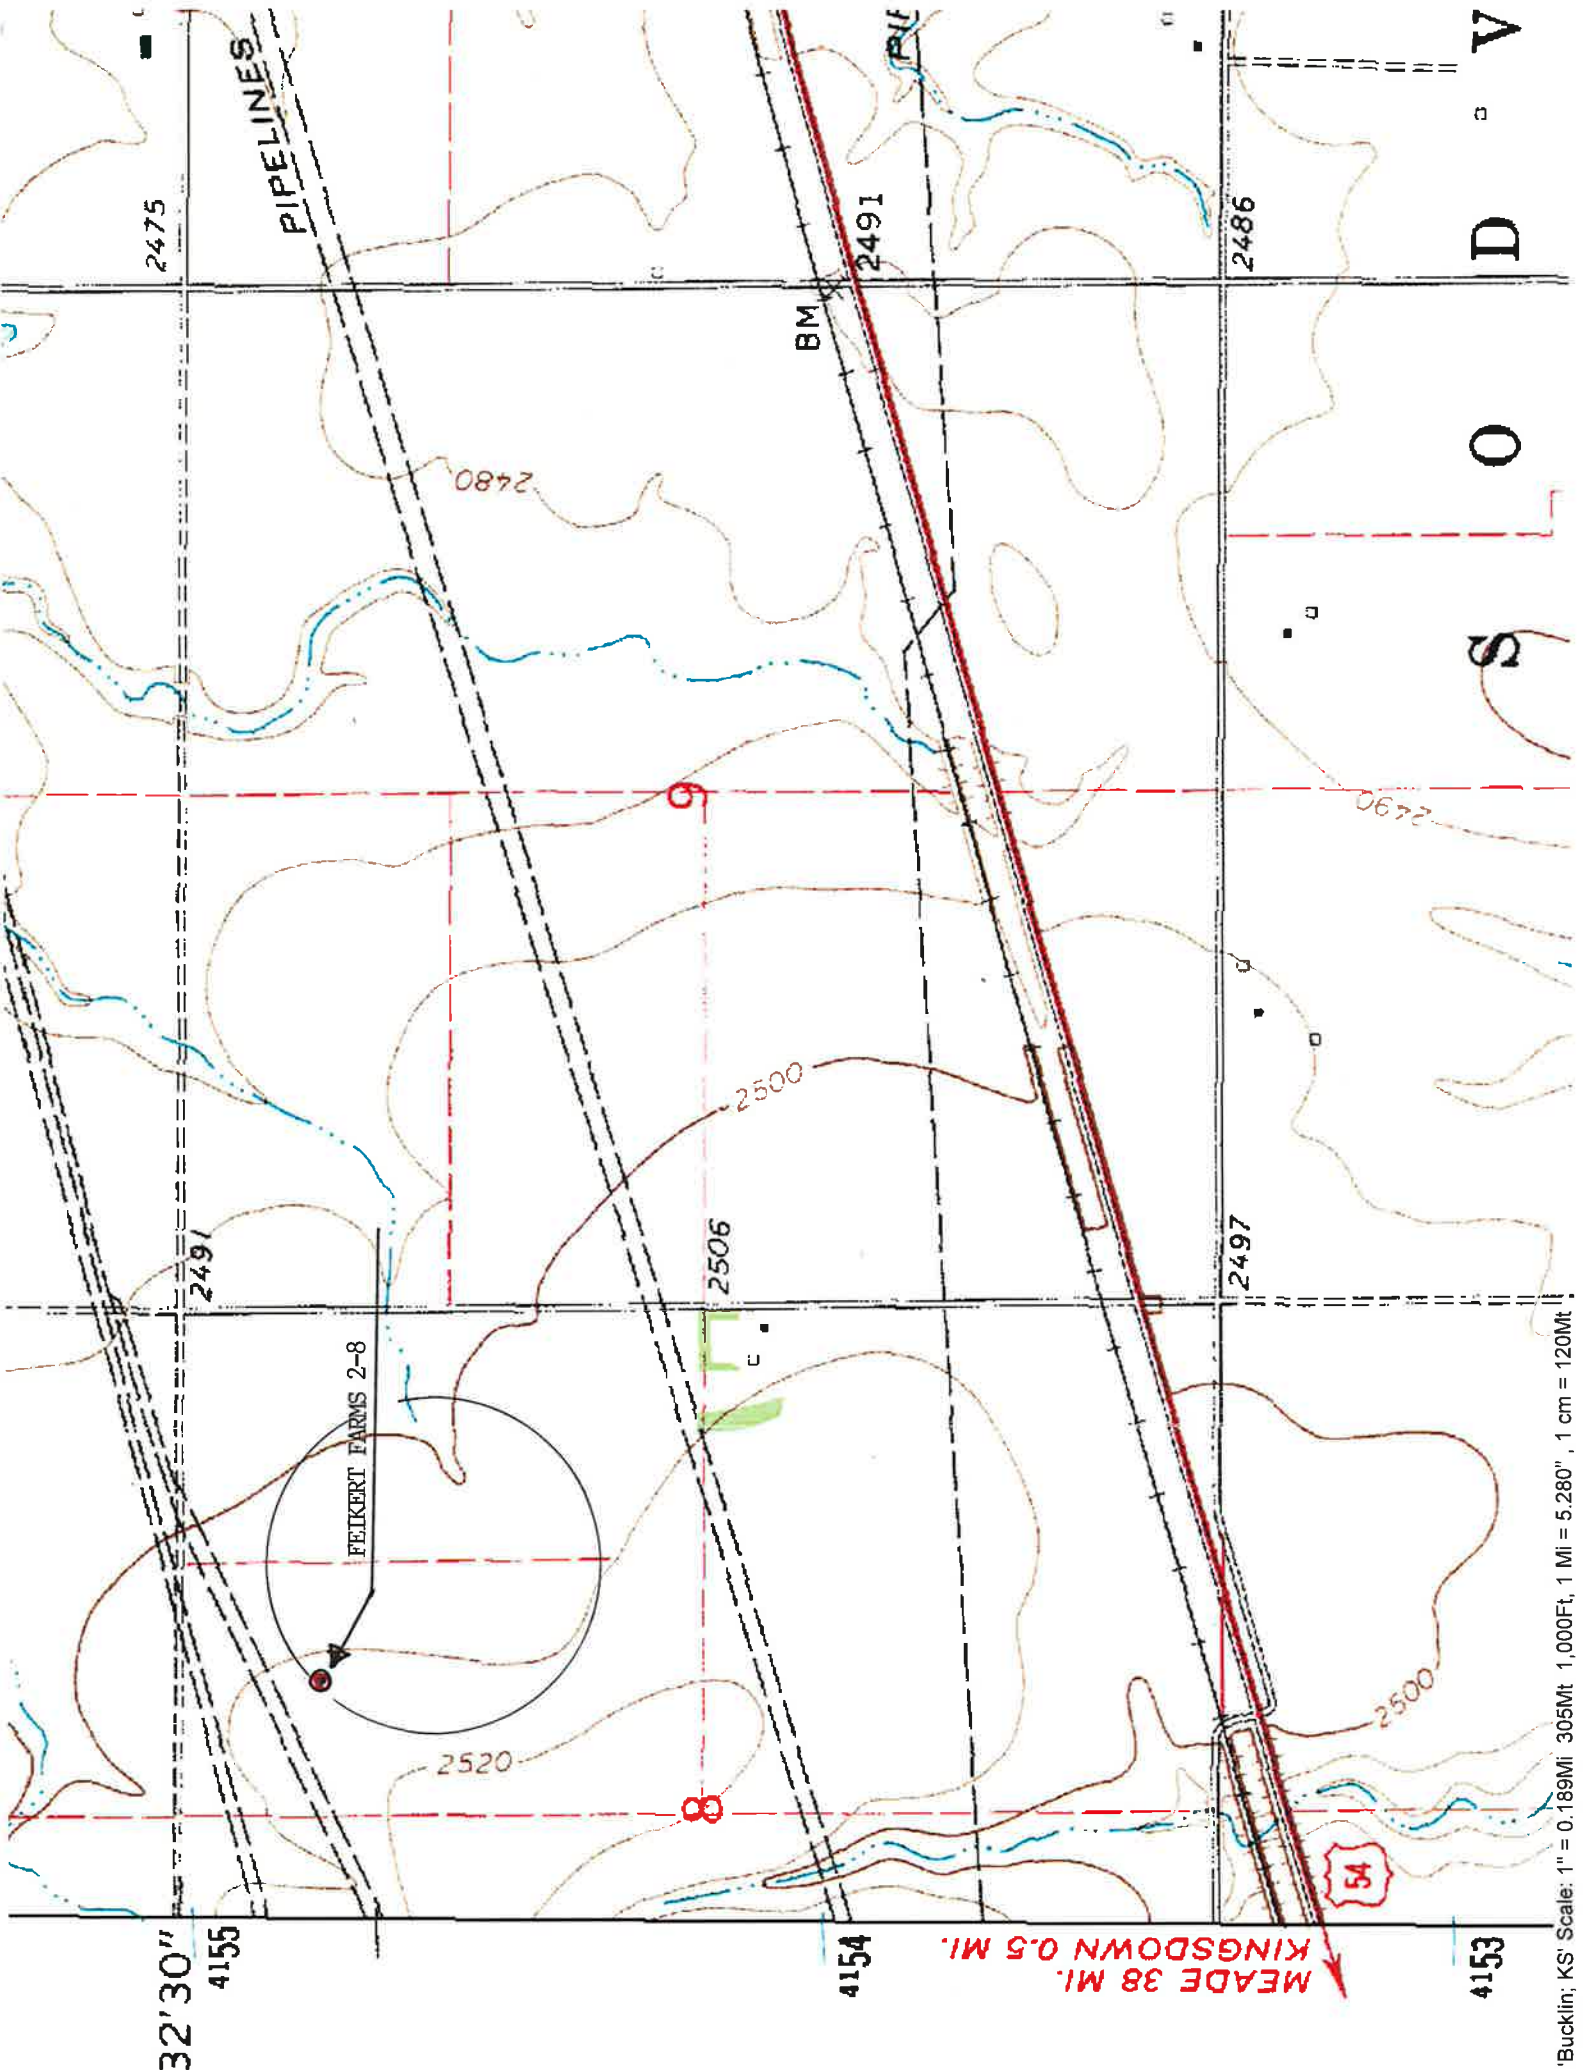 32'30"
4155
4154
4153
2475
PIPELINES
2491
BM
2491
PIP
2486
2480
2490
9
2500
2506
2497
FEIKERT FARMS 2-8
2520
8
2500
54
MEADE 38 MI.
KINGSDOWN 0.5 MI.
S O D V
'Bucklin; KS' Scale: 1" = 0.189Mi 305Mt 1,000Ft, 1 Mi = 5.280", 1 cm = 120Mt